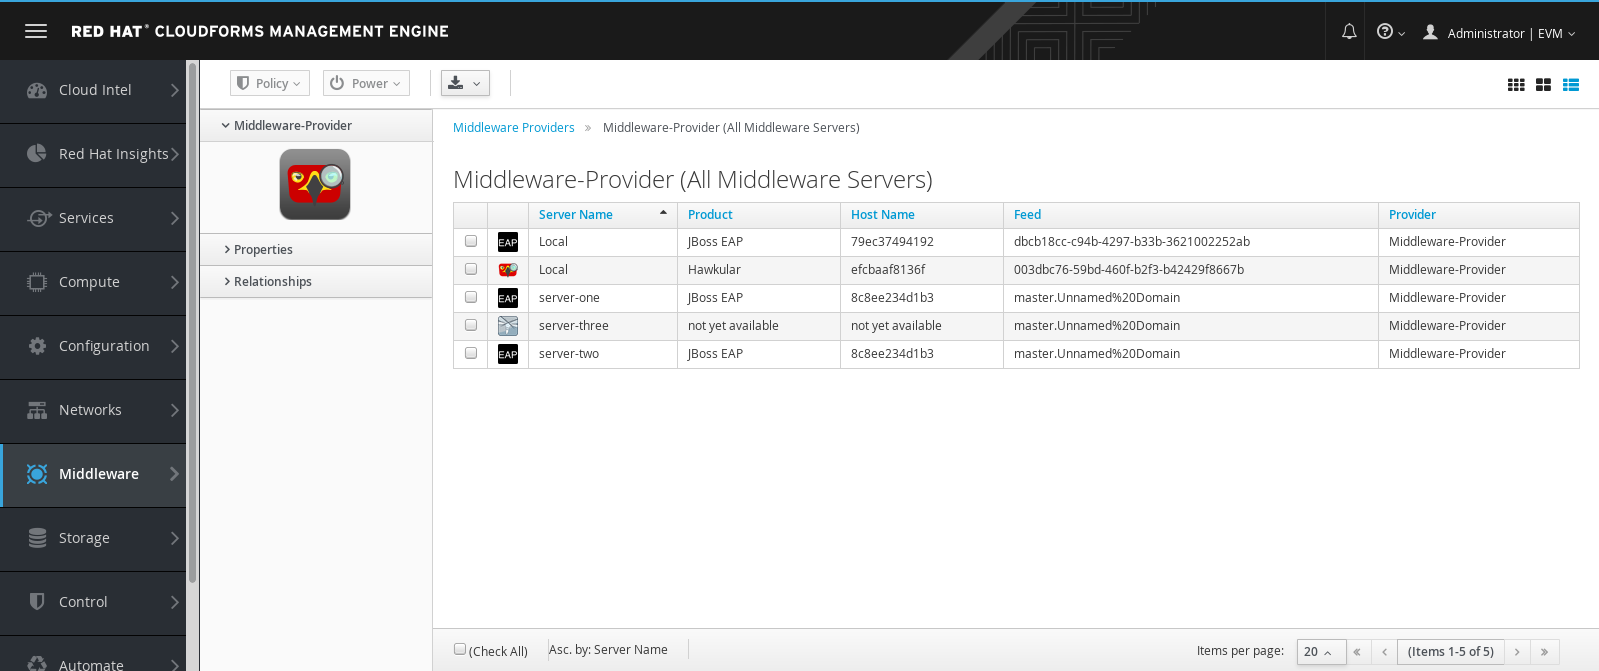 RED HAT® CLOUDFORMS MANAGEMENT ENGINE
Administrator | EVM
Cloud Intel
Red Hat Insights
Services
Compute
Configuration
Networks
Middleware
Storage
Control
Automate
Policy Power
Middleware-Provider
Properties
Relationships
Middleware Providers » Middleware-Provider (All Middleware Servers)
Middleware-Provider (All Middleware Servers)
Server Name Product Host Name Feed Provider
EAP Local JBoss EAP 79ec37494192 dbcb18cc-c94b-4297-b33b-3621002252ab Middleware-Provider
Local Hawkular efcbaaf8136f 003dbc76-59bd-460f-b2f3-b42429f8667b Middleware-Provider
EAP server-one JBoss EAP 8c8ee234d1b3 master.Unnamed%20Domain Middleware-Provider
server-three not yet available not yet available master.Unnamed%20Domain Middleware-Provider
EAP server-two JBoss EAP 8c8ee234d1b3 master.Unnamed%20Domain Middleware-Provider
(Check All) Asc. by: Server Name Items per page: 20 « ‹ (Items 1-5 of 5) › »